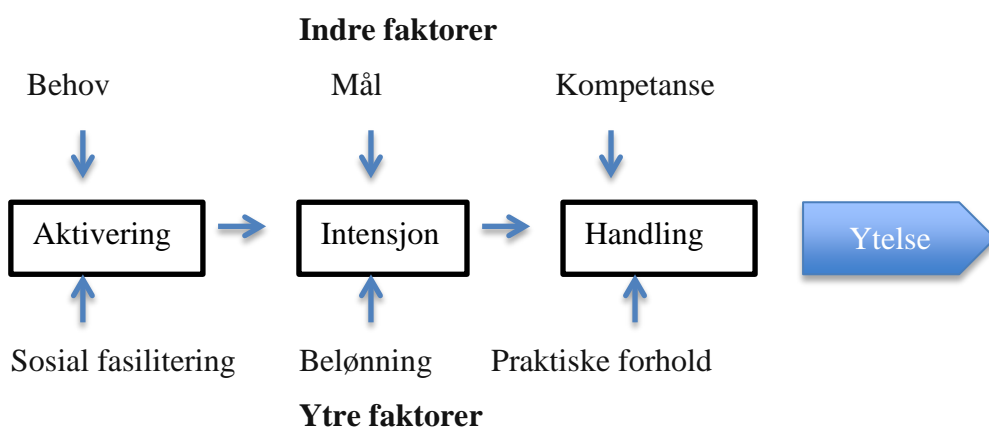 Indre faktorer
Behov Mål Kompetanse
Aktivering Intensjon Handling Ytelse
Sosial fasilitering Belønning Praktiske forhold
Ytre faktorer